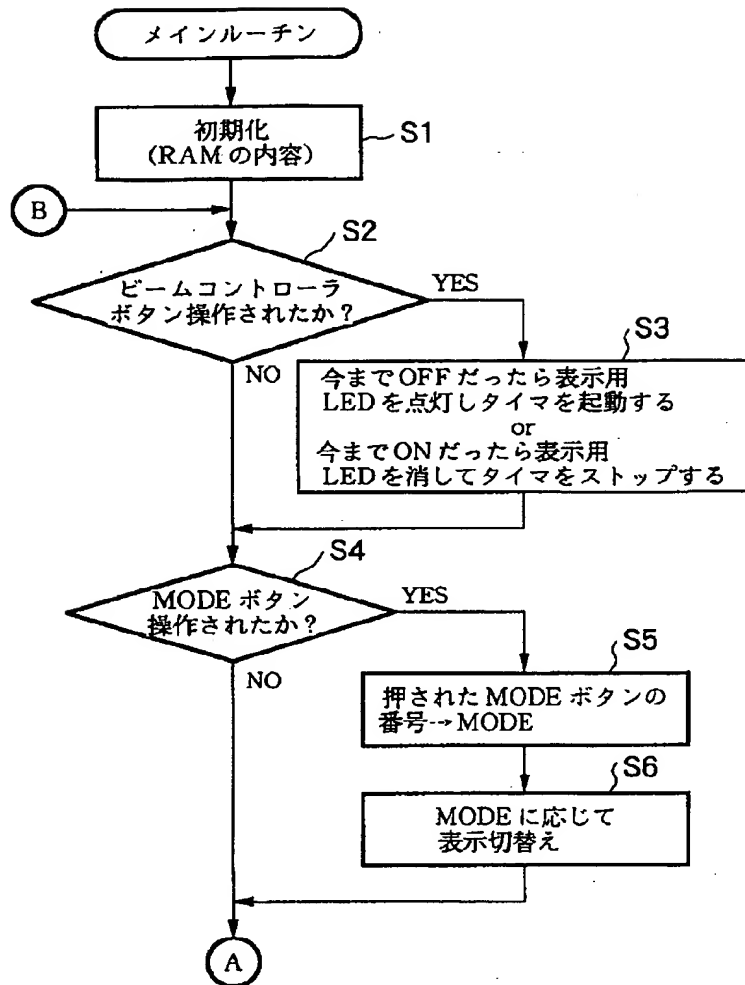 メインルーチン
初期化
(RAMの内容)
S1
B
S2
ビームコントローラ
ボタン操作されたか?
YES
NO
S3
今までOFFだったら表示用
LEDを点灯しタイマを起動する
or
今までONだったら表示用
LEDを消してタイマをストップする
S4
MODEボタン
操作されたか?
YES
NO
S5
押されたMODEボタンの
番号→MODE
S6
MODEに応じて
表示切替え
A